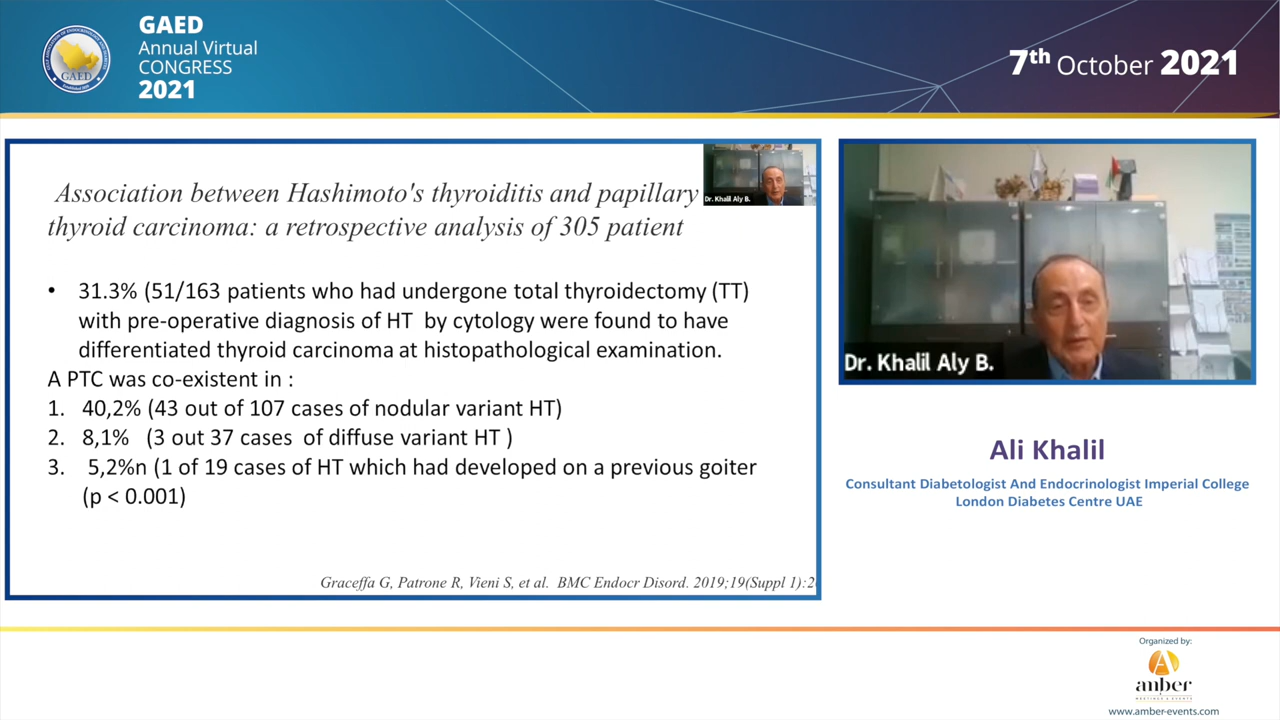 GAED
Annual Virtual
CONGRESS
2021
GAED
7th October 2021
Association between Hashimoto's thyroiditis and papillary
thyroid carcinoma: a retrospective analysis of 305 patient
• 31.3% (51/163 patients who had undergone total thyroidectomy (TT)
with pre-operative diagnosis of HT by cytology were found to have
differentiated thyroid carcinoma at histopathological examination.
A PTC was co-existent in :
1. 40,2% (43 out of 107 cases of nodular variant HT)
2. 8,1% (3 out 37 cases of diffuse variant HT )
3. 5,2%n (1 of 19 cases of HT which had developed on a previous goiter
(p < 0.001)
Graceffa G, Patrone R, Vieni S, et al. BMC Endocr Disord. 2019;19(Suppl 1):2
Dr. Khalil Aly B.
Dr. Khalil Aly B.
Ali Khalil
Consultant Diabetologist And Endocrinologist Imperial College
London Diabetes Centre UAE
Organized by:
anber
MEETINGS & EVENTS
www.amber-events.com